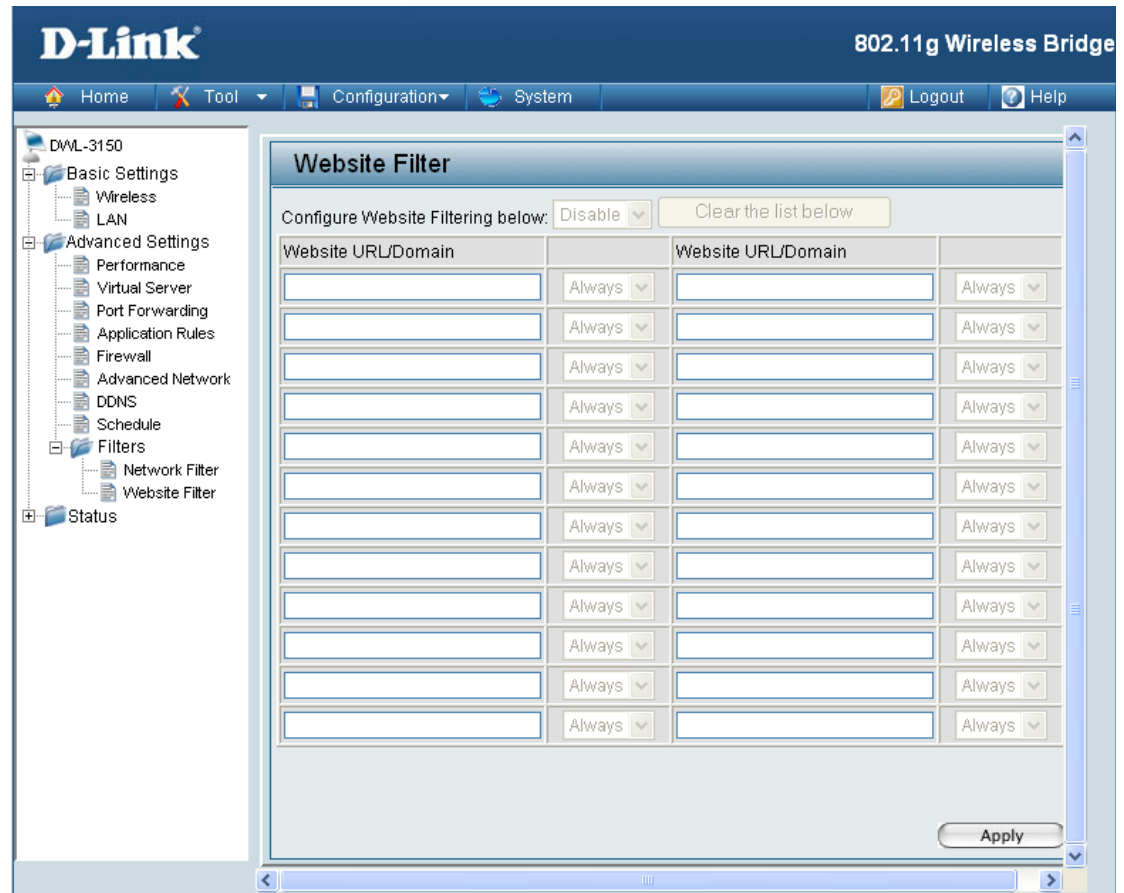 D-Link
802.11g Wireless Bridge
Home Tool Configuration System Logout Help
DWL-3150
Basic Settings
Wireless
LAN
Advanced Settings
Performance
Virtual Server
Port Forwarding
Application Rules
Firewall
Advanced Network
DDNS
Schedule
Filters
Network Filter
Website Filter
Status
Website Filter
Configure Website Filtering below: Disable Clear the list below
Website URL/Domain Website URL/Domain
Always Always
Always Always
Always Always
Always Always
Always Always
Always Always
Always Always
Always Always
Always Always
Always Always
Always Always
Always Always
Apply